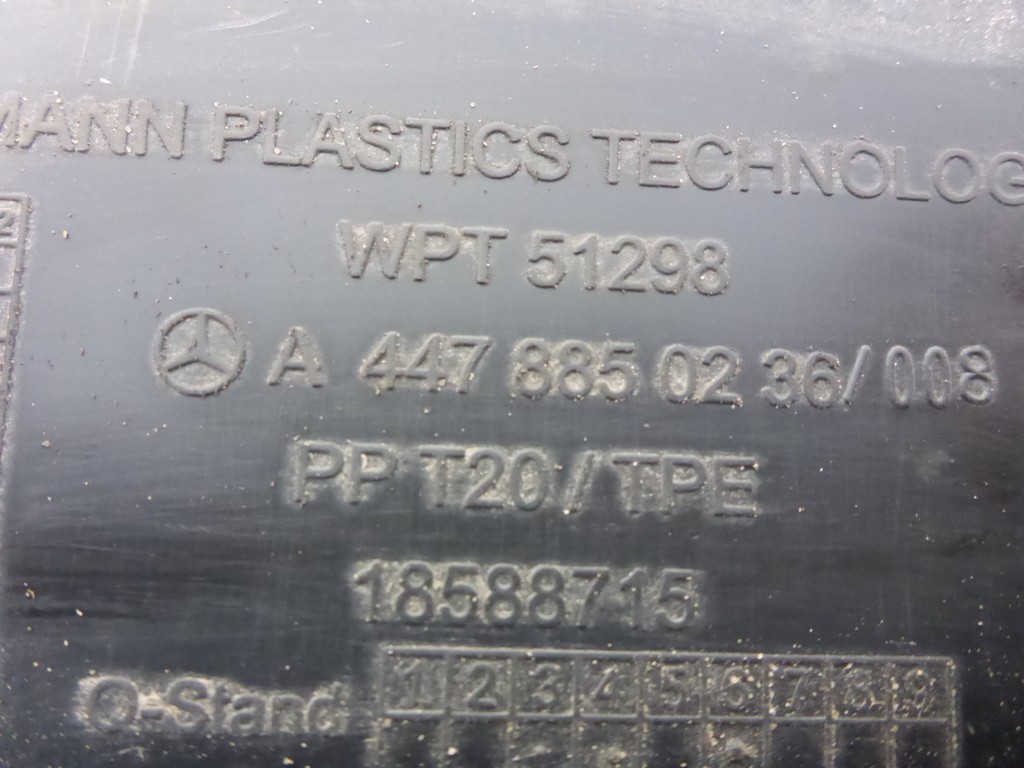 MANN PLASTICS TECHNOLOG
2
WPT 51298
A 447 885 02 36/008
PP T20/TPE
18588715
Q-Stand 1 2 3 4 5 6 7 8 9